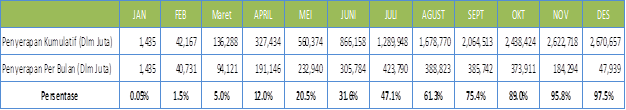 JAN FEB Maret APRIL MEI JUNI JULI AGUST SEPT OKT NOV DES
Penyerapan Kumulatif (Dlm Juta) 1,435 42,167 136,288 327,434 560,374 866,158 1,289,948 1,678,770 2,064,513 2,438,424 2,622,718 2,670,657
Penyerapan Per Bulan (Dlm Juta) 1,435 40,731 94,121 191,146 232,940 305,784 423,790 388,823 385,742 373,911 184,294 47,939
Persentase 0.05% 1.5% 5.0% 12.0% 20.5% 31.6% 47.1% 61.3% 75.4% 89.0% 95.8% 97.5%